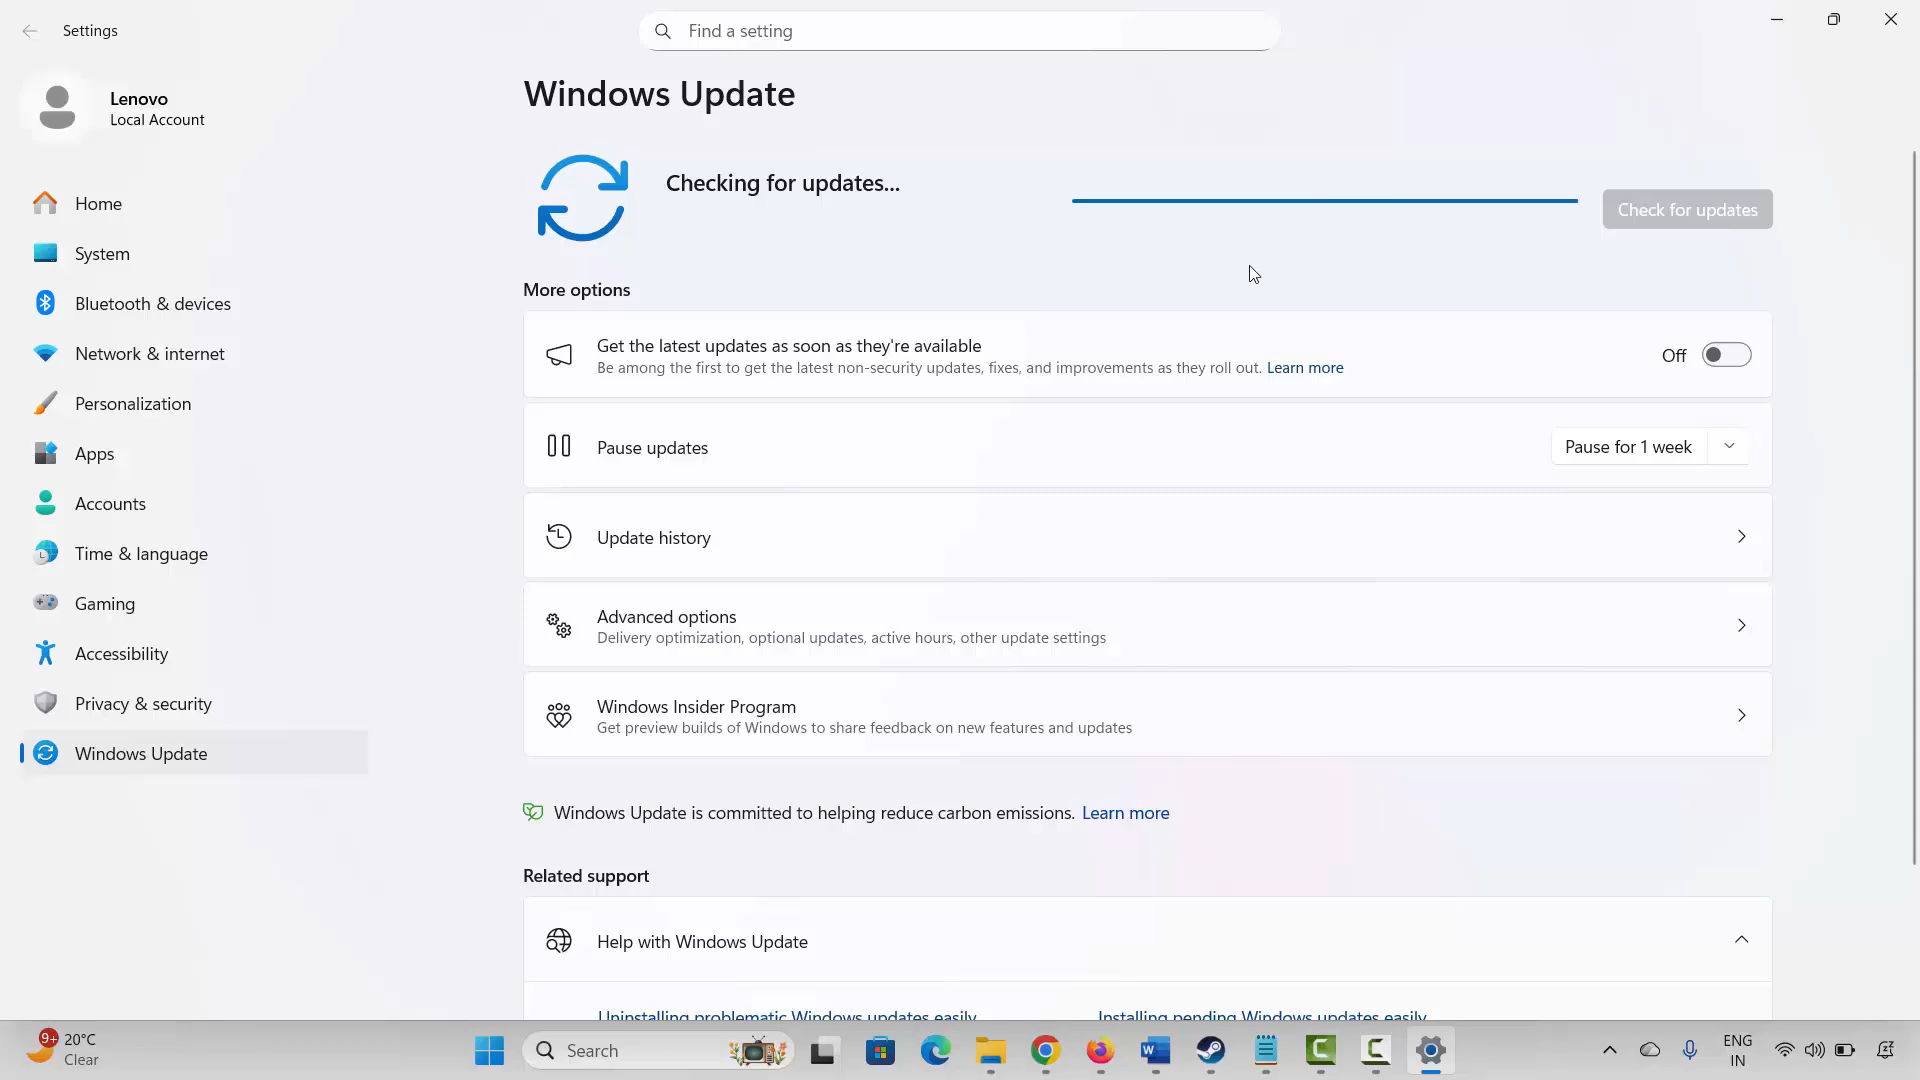 Settings
Find a setting
Lenovo
Local Account
Home
System
Bluetooth & devices
Network & internet
Personalization
Apps
Accounts
Time & language
Gaming
Accessibility
Privacy & security
Windows Update
Windows Update
Checking for updates...
Check for updates
More options
Get the latest updates as soon as they're available
Be among the first to get the latest non-security updates, fixes, and improvements as they roll out. Learn more
Off
Pause updates
Pause for 1 week
Update history
Advanced options
Delivery optimization, optional updates, active hours, other update settings
Windows Insider Program
Get preview builds of Windows to share feedback on new features and updates
Windows Update is committed to helping reduce carbon emissions. Learn more
Related support
Help with Windows Update
Uninstalling problematic Windows updates easily
Installing pending Windows updates easily
9+
20°C
Clear
Search
ENG
IN